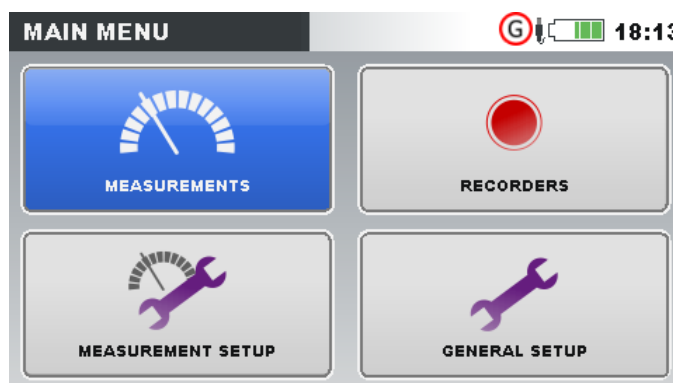 MAIN MENU G 18:13
MEASUREMENTS RECORDERS
MEASUREMENT SETUP GENERAL SETUP